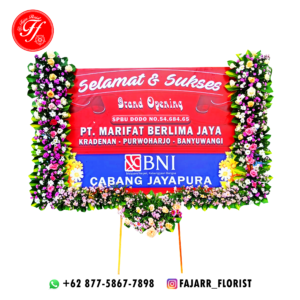 Selamat & Sukses
Grand Opening
SPBU DODO NO.54.684.65
PT. MARIFAT BERLIMA JAYA
KRADENAN - PURWOHARJO - BANYUWANGI
BNI
CABANG JAYAPURA
+62 877-5867-7898 FAJARR_FLORIST